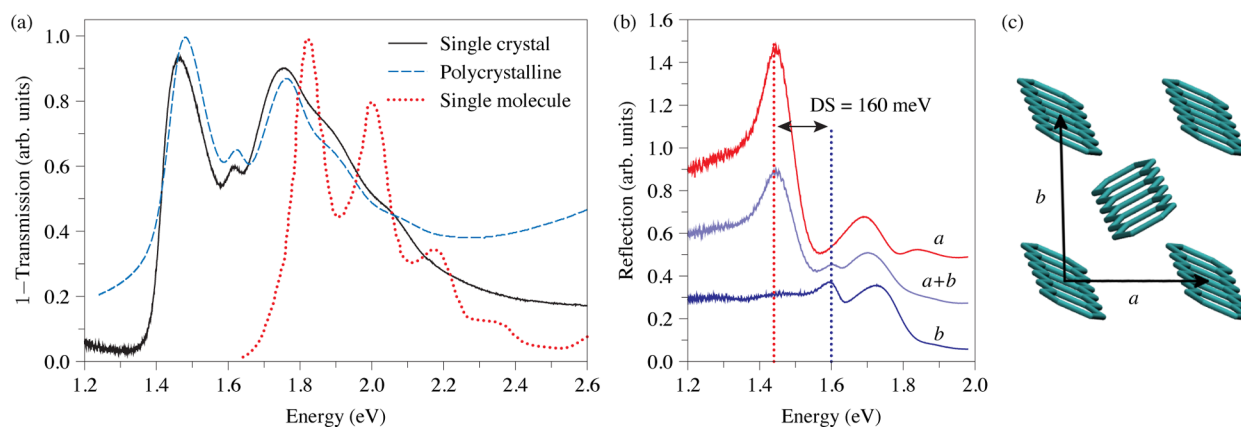 (a)
1.0
0.8
0.6
0.4
0.2
0.0
1−Transmission (arb. units)
Single crystal
Polycrystalline
Single molecule
1.2 1.4 1.6 1.8 2.0 2.2 2.4 2.6
Energy (eV)
(b)
1.6
1.4
1.2
1.0
0.8
0.6
0.4
0.2
0.0
Reflection (arb. units)
DS = 160 meV
a
a+b
b
1.2 1.4 1.6 1.8 2.0
Energy (eV)
(c)
b
a